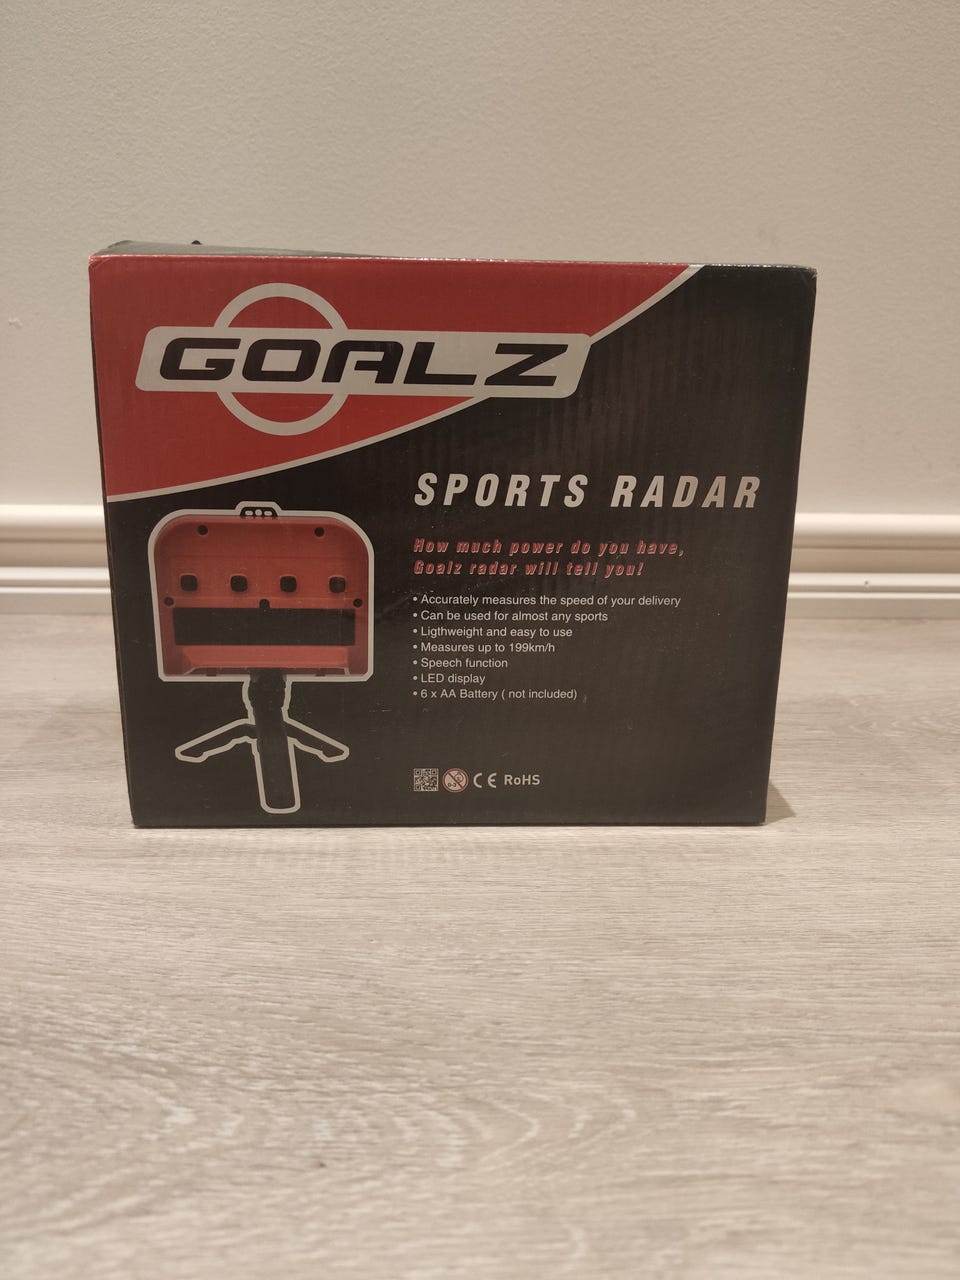 GOALZ
SPORTS RADAR
How much power do you have,
Goalz radar will tell you!
• Accurately measures the speed of your delivery
• Can be used for almost any sports
• Ligthweight and easy to use
• Measures up to 199km/h
• Speech function
• LED display
• 6 x AA Battery ( not included)
0-3 CE RoHS